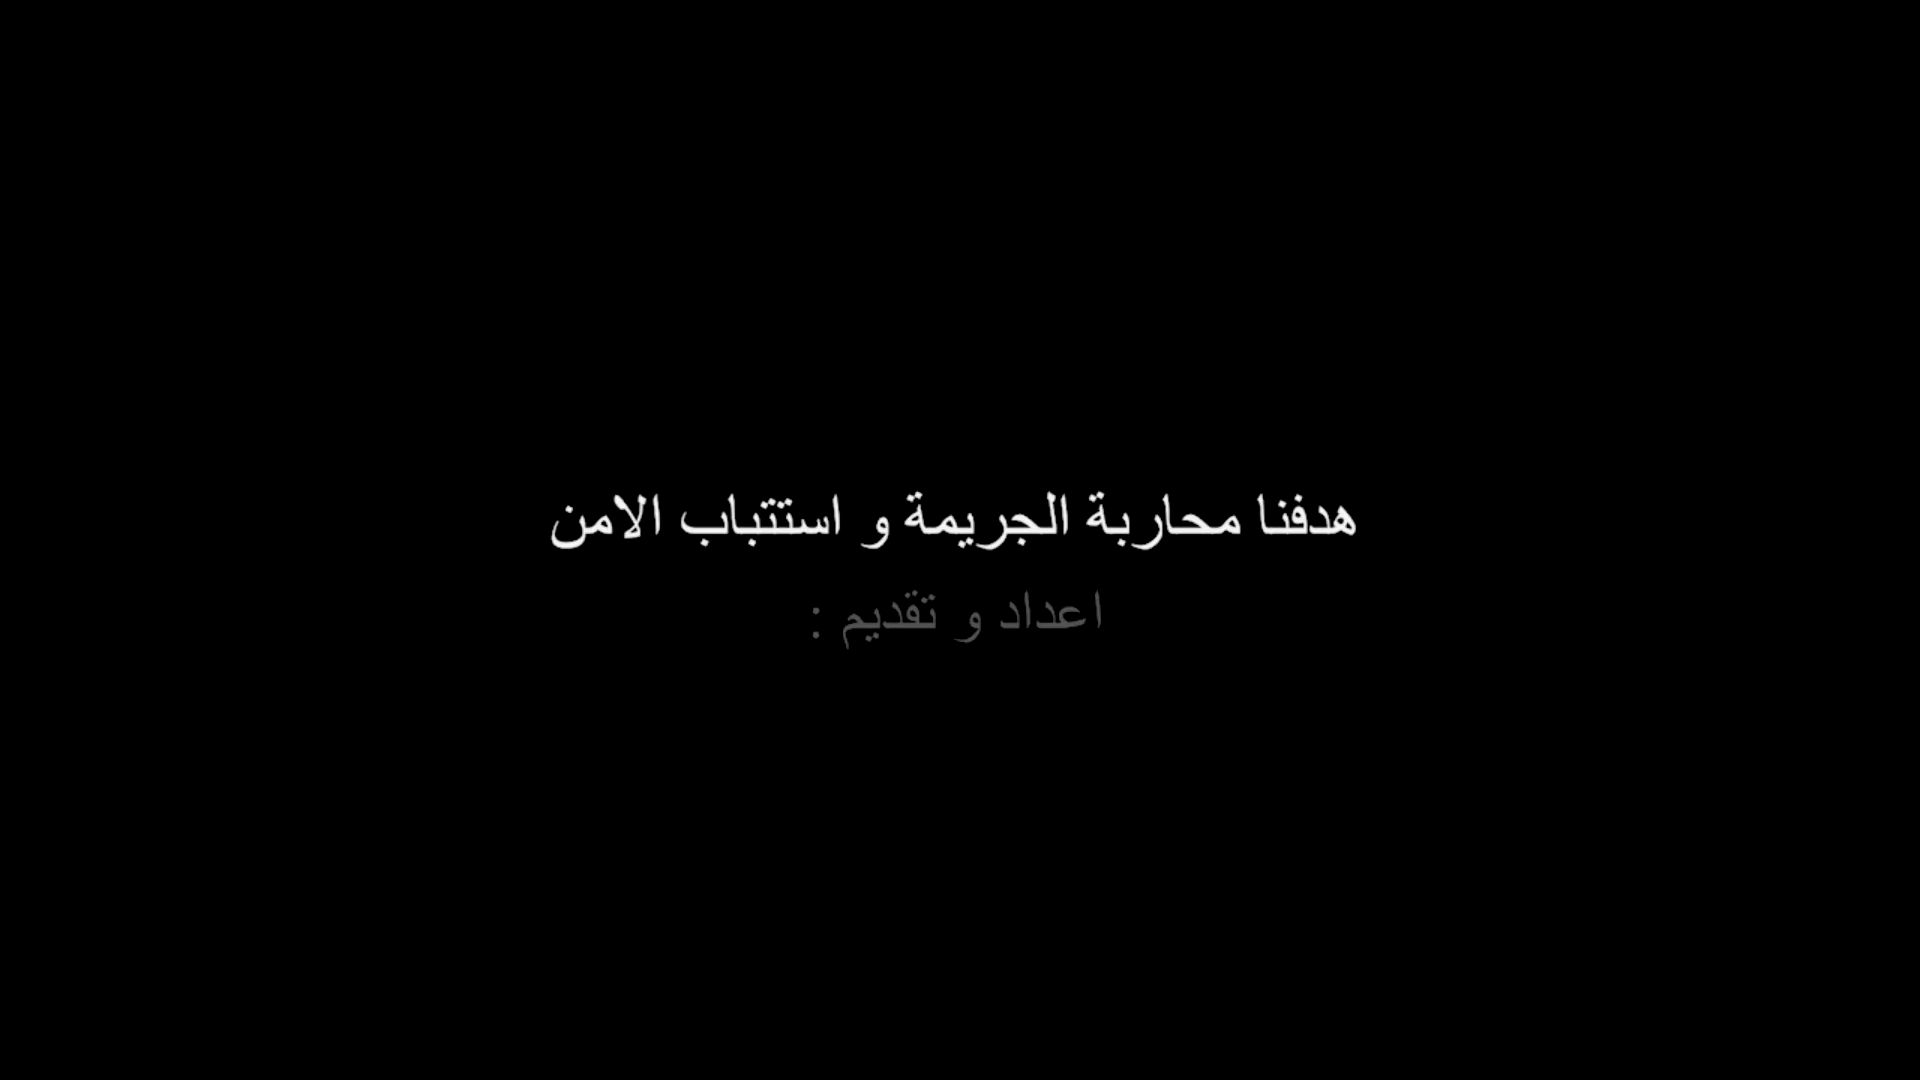 هدفنا محاربة الجريمة و استتباب الامن
اعداد و تقديم :